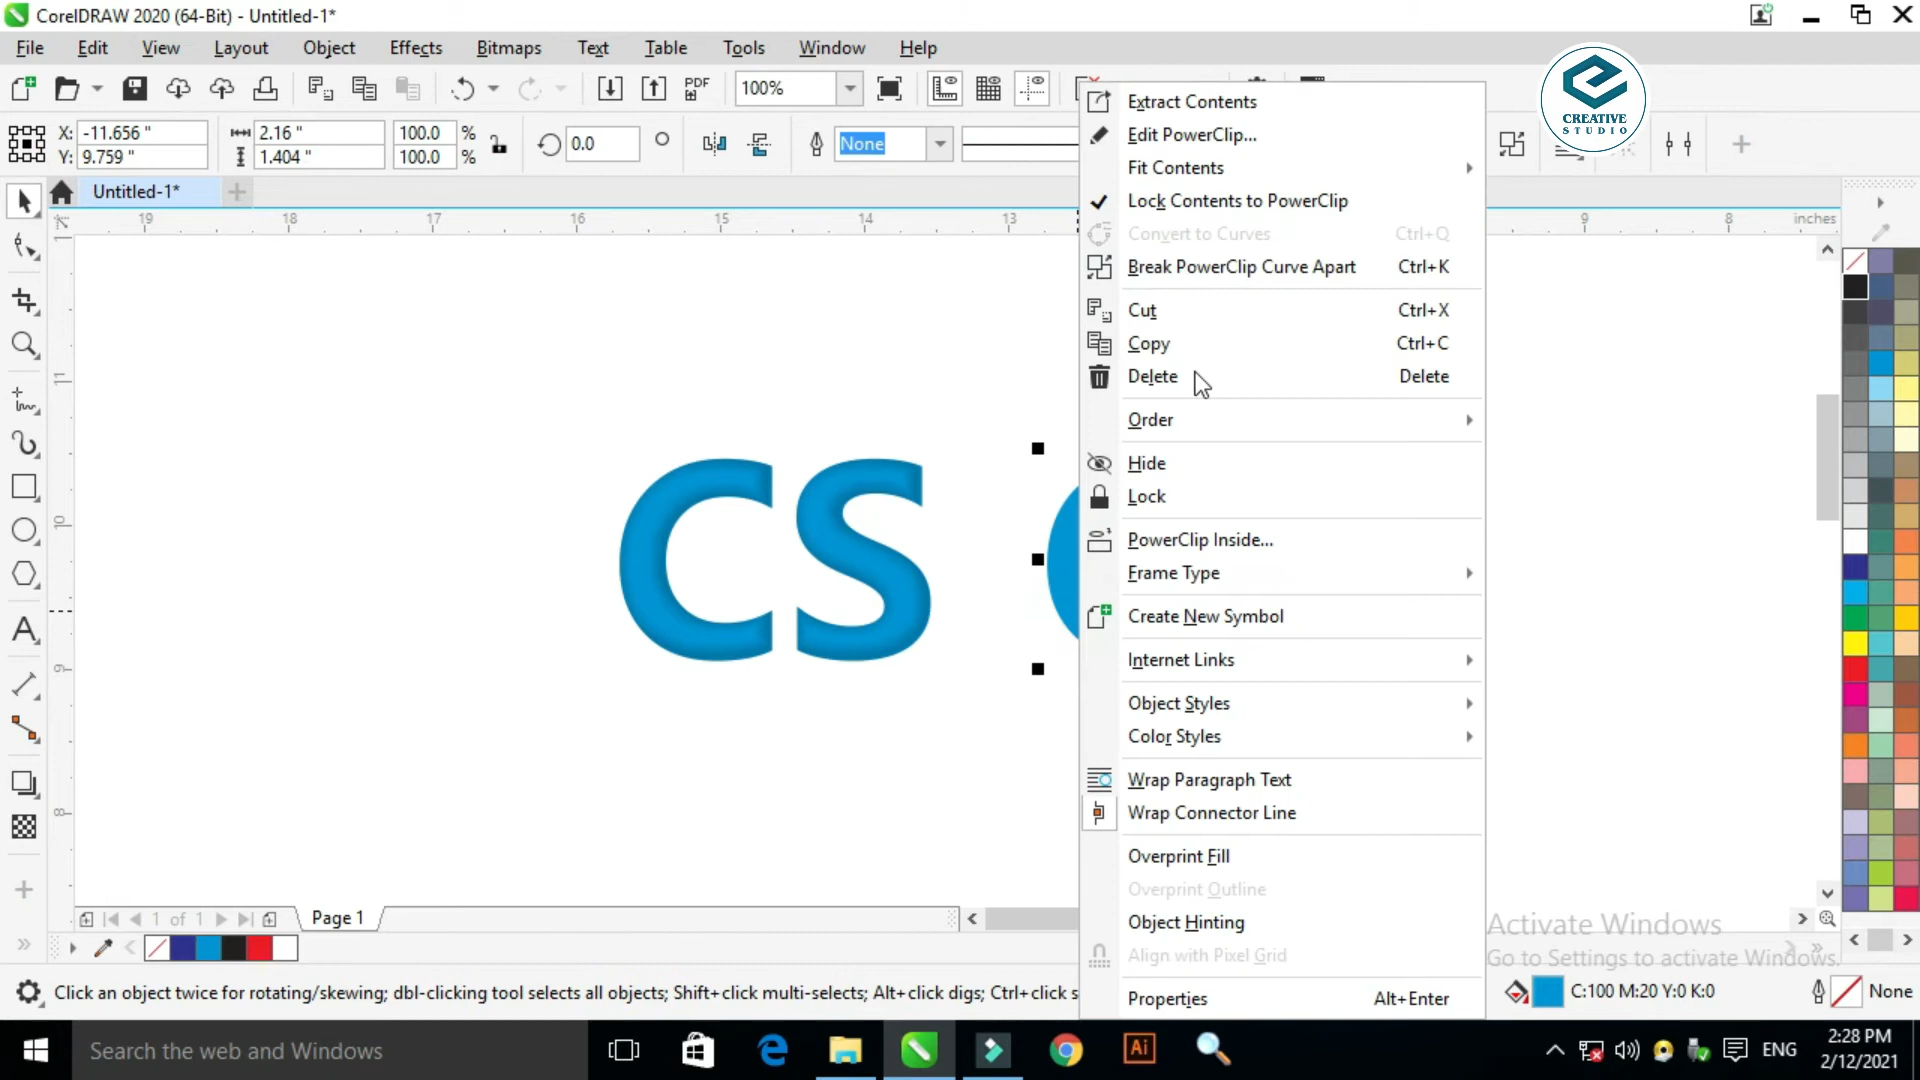 CorelDRAW 2020 (64-Bit) - Untitled-1*
File Edit View Layout Object Effects Bitmaps Text Table Tools Window Help
PDF 100%
X: -11.656 " 2.16 " 100.0 % 0.0 None
Y: 9.759 " 1.404 " 100.0 %
Untitled-1*
19 18 17 16 15 14 13 9 8 inches
11
10
9
8
CS
CREATIVE
STUDIO
Extract Contents
Edit PowerClip...
Fit Contents
Lock Contents to PowerClip
Convert to Curves Ctrl+Q
Break PowerClip Curve Apart Ctrl+K
Cut Ctrl+X
Copy Ctrl+C
Delete Delete
Order
Hide
Lock
PowerClip Inside...
Frame Type
Create New Symbol
Internet Links
Object Styles
Color Styles
Wrap Paragraph Text
Wrap Connector Line
Overprint Fill
Overprint Outline
Object Hinting
Align with Pixel Grid
Properties Alt+Enter
1 of 1 Page 1
Activate Windows
Go to Settings to activate Windows.
Click an object twice for rotating/skewing; dbl-clicking tool selects all objects; Shift+click multi-selects; Alt+click digs; Ctrl+click s
C:100 M:20 Y:0 K:0 None
Search the web and Windows
Ai
ENG
2:28 PM
2/12/2021